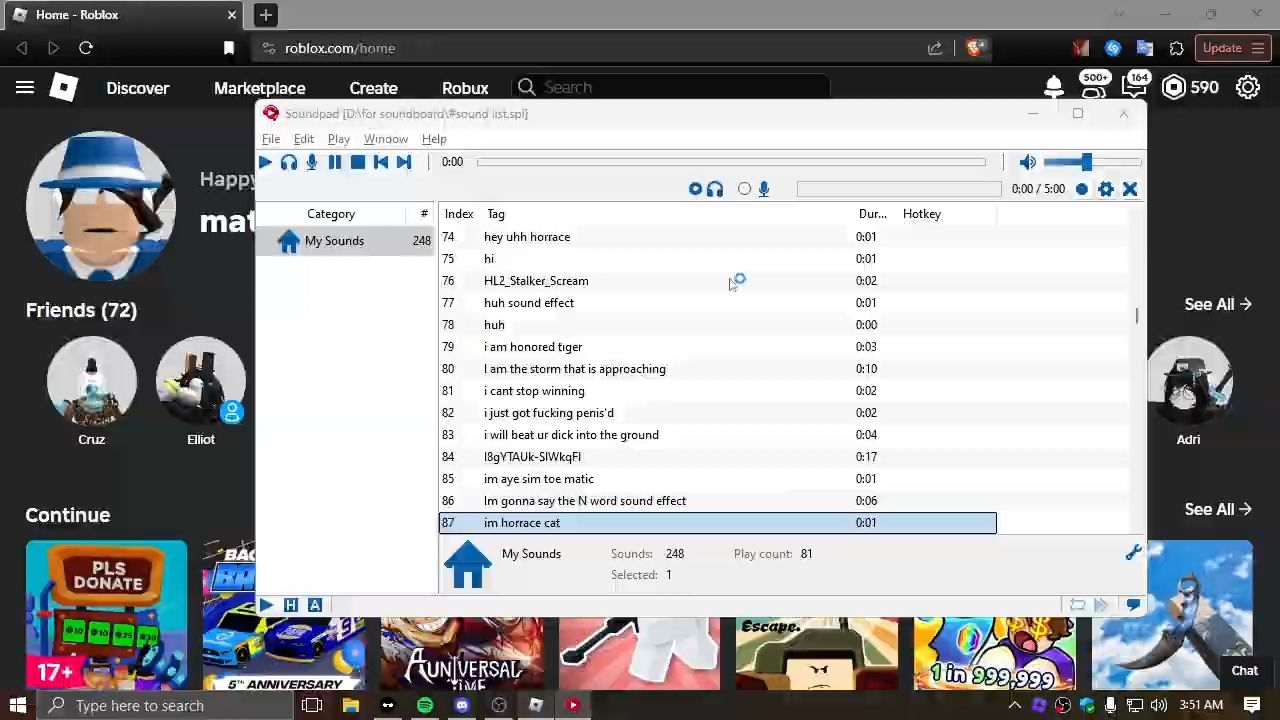 Home - Roblox
roblox.com/home
Update
Discover
Marketplace
Create
Robux
Search
500+
164
590
Soundpad [D:\for soundboard\#sound list.spl]
File Edit Play Window Help
0:00
0:00 / 5:00
Category #
My Sounds 248
Index Tag Dur... Hotkey
74 hey uhh horrace 0:01
75 hi 0:01
76 HL2_Stalker_Scream 0:02
77 huh sound effect 0:01
78 huh 0:00
79 i am honored tiger 0:03
80 I am the storm that is approaching 0:10
81 i cant stop winning 0:02
82 i just got fucking penis'd 0:02
83 i will beat ur dick into the ground 0:04
84 I8gYTAUk-SIWkqFI 0:17
85 im aye sim toe matic 0:01
86 Im gonna say the N word sound effect 0:06
87 im horrace cat 0:01
My Sounds Sounds: 248 Play count: 81
Selected: 1
H A
Happy
mat
Friends (72)
See All →
Cruz
Elliot
Adri
Continue
See All →
PLS
DONATE
17+
5TH ANNIVERSARY
A UNIVERSAL
TIME
Escape.
1 in 999,999
Chat
Type here to search
3:51 AM